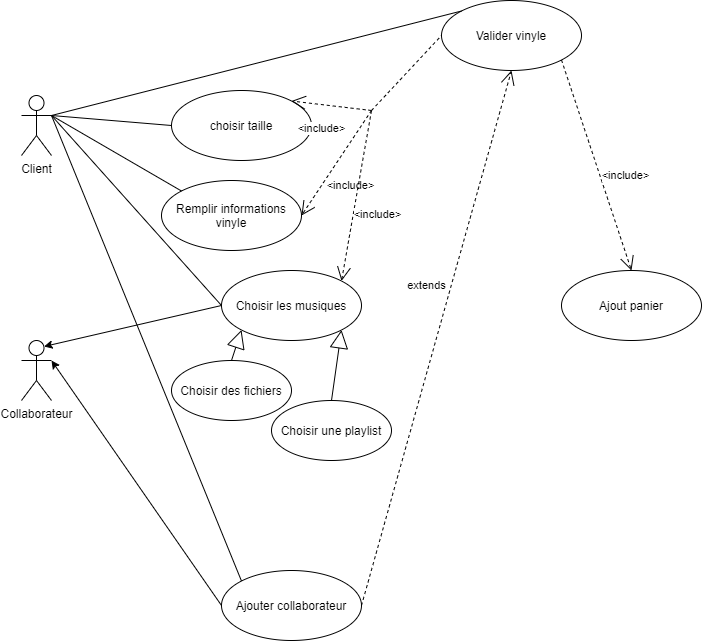 Valider vinyle
choisir taille
<include>
Client
<include>
<include>
Remplir informations
vinyle
<include>
extends
Choisir les musiques
Ajout panier
Collaborateur
Choisir des fichiers
Choisir une playlist
Ajouter collaborateur